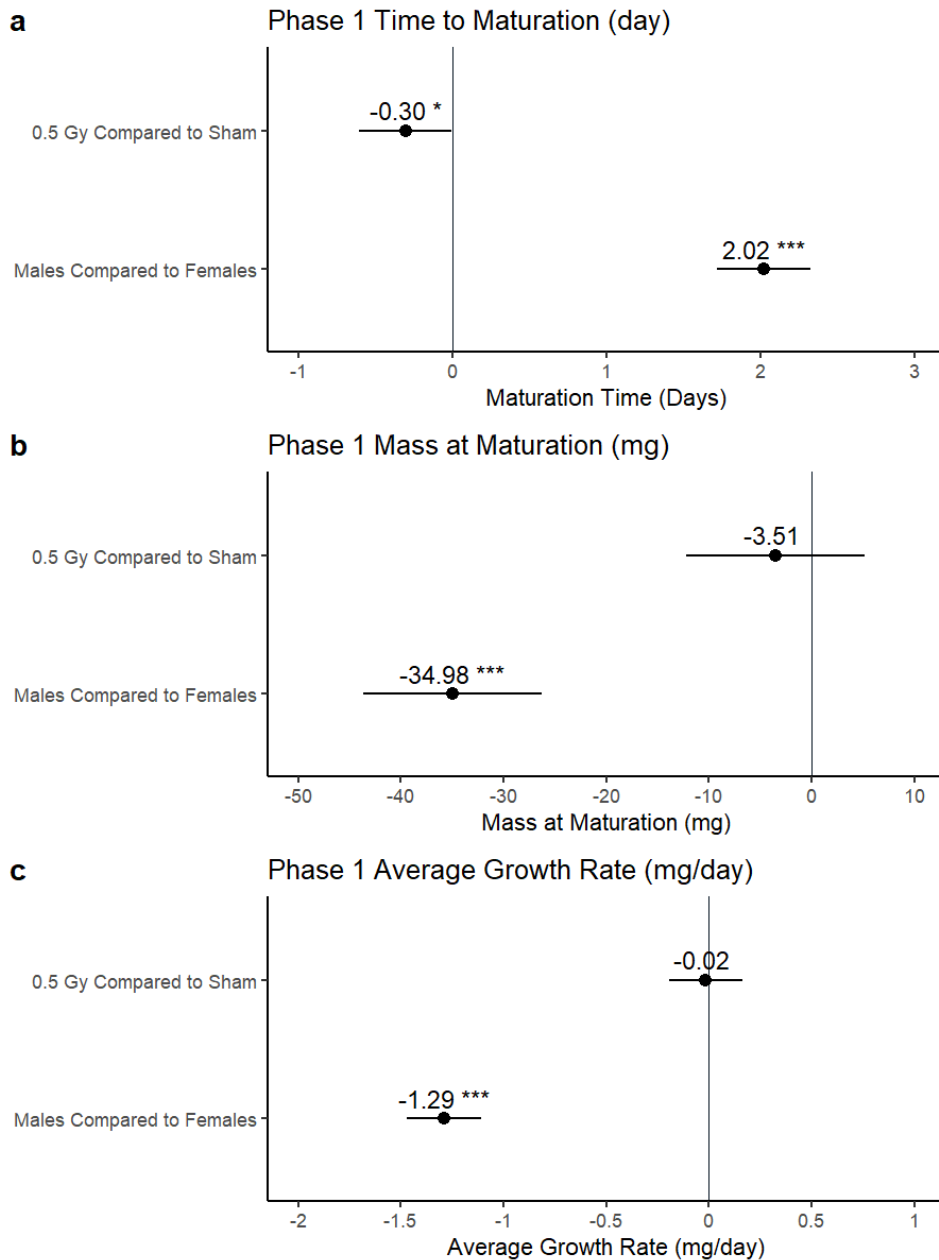 a
Phase 1 Time to Maturation (day)
-0.30 *
0.5 Gy Compared to Sham
2.02 ***
Males Compared to Females
-1 0 1 2 3
Maturation Time (Days)
b
Phase 1 Mass at Maturation (mg)
-3.51
0.5 Gy Compared to Sham
-34.98 ***
Males Compared to Females
-50 -40 -30 -20 -10 0 10
Mass at Maturation (mg)
c
Phase 1 Average Growth Rate (mg/day)
-0.02
0.5 Gy Compared to Sham
-1.29 ***
Males Compared to Females
-2 -1.5 -1 -0.5 0 0.5 1
Average Growth Rate (mg/day)